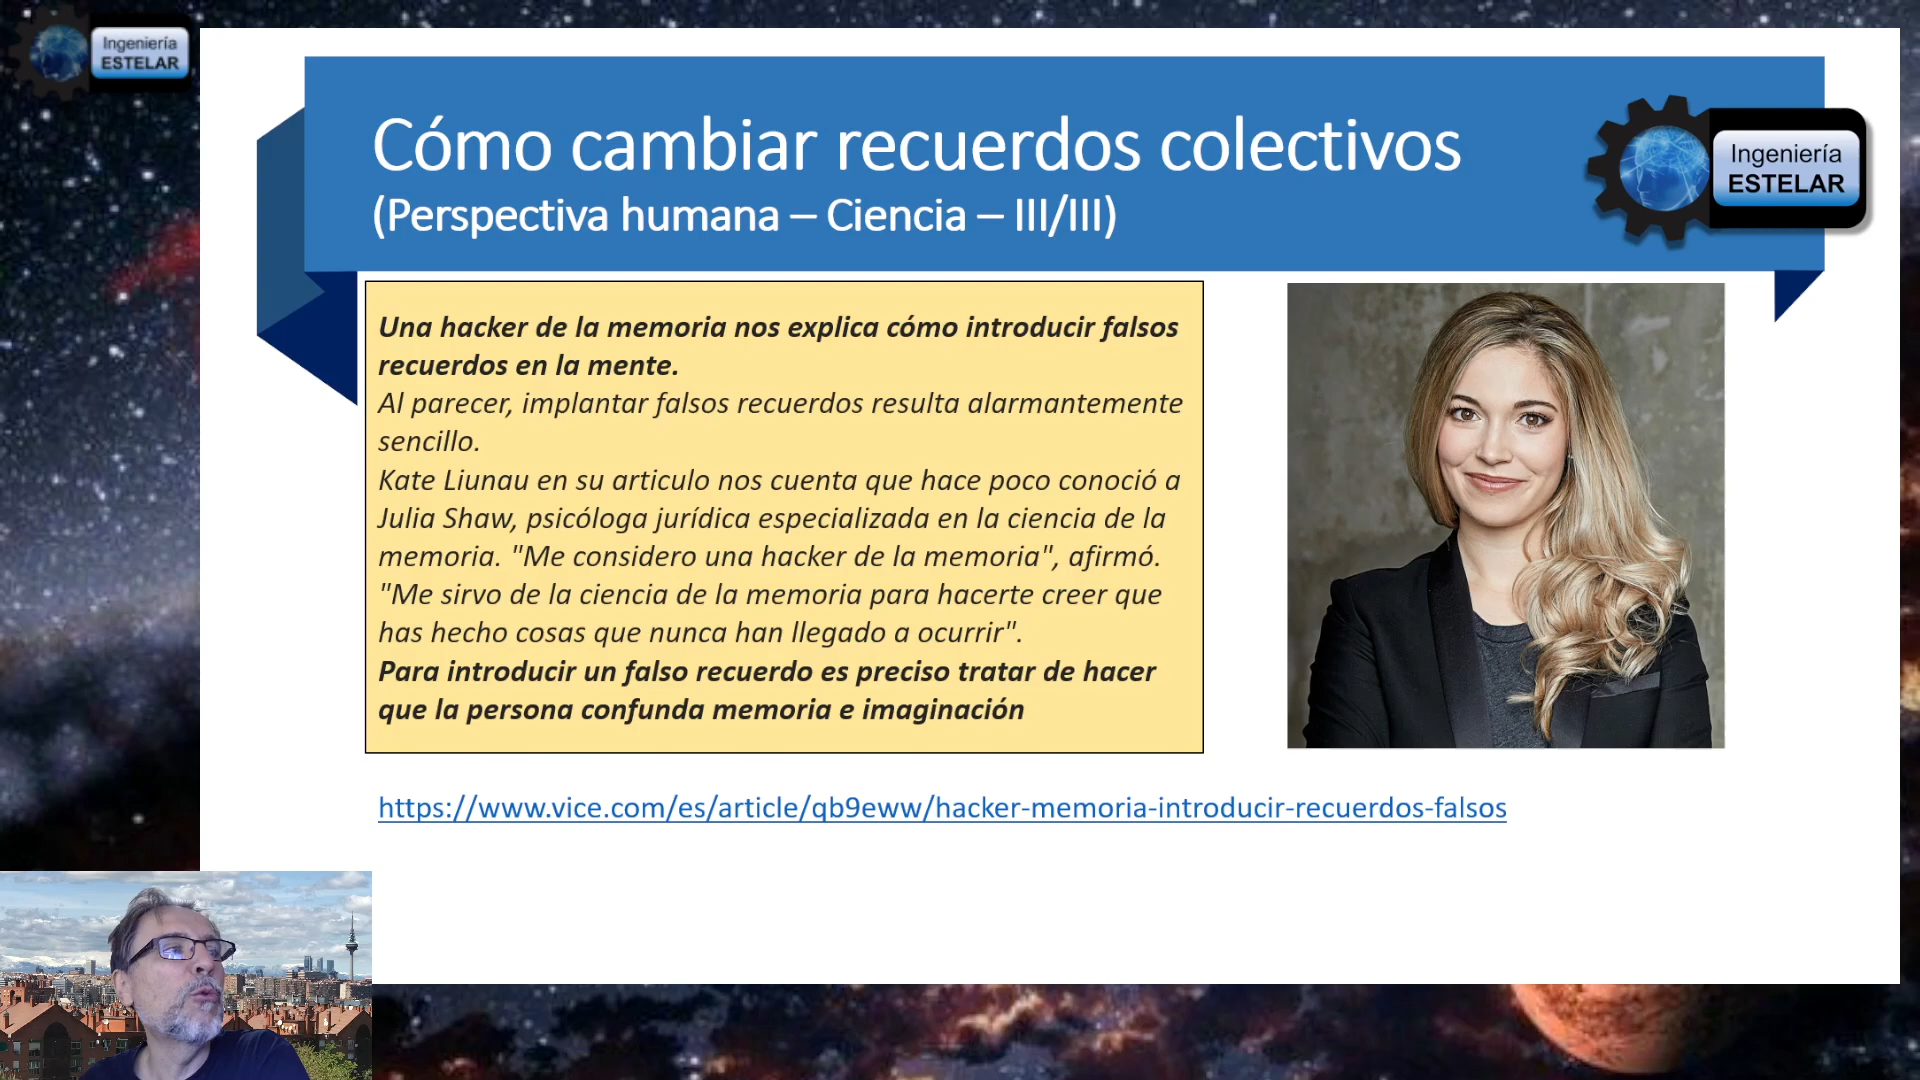 Ingeniería
ESTELAR
Cómo cambiar recuerdos colectivos
(Perspectiva humana – Ciencia – III/III)
Ingeniería
ESTELAR
Una hacker de la memoria nos explica cómo introducir falsos
recuerdos en la mente.
Al parecer, implantar falsos recuerdos resulta alarmantemente
sencillo.
Kate Liunau en su articulo nos cuenta que hace poco conoció a
Julia Shaw, psicóloga jurídica especializada en la ciencia de la
memoria. "Me considero una hacker de la memoria", afirmó.
"Me sirvo de la ciencia de la memoria para hacerte creer que
has hecho cosas que nunca han llegado a ocurrir".
Para introducir un falso recuerdo es preciso tratar de hacer
que la persona confunda memoria e imaginación
https://www.vice.com/es/article/qb9eww/hacker-memoria-introducir-recuerdos-falsos